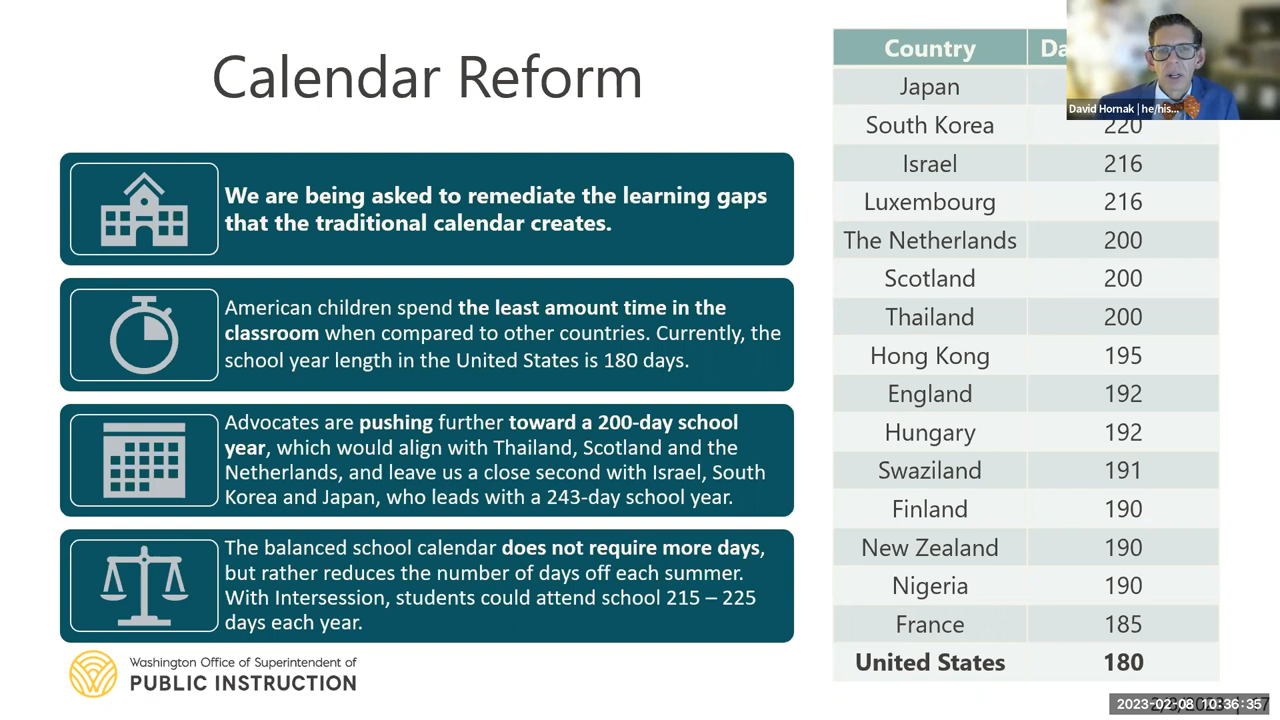 Calendar Reform
We are being asked to remediate the learning gaps
that the traditional calendar creates.
American children spend the least amount time in the
classroom when compared to other countries. Currently, the
school year length in the United States is 180 days.
Advocates are pushing further toward a 200-day school
year, which would align with Thailand, Scotland and the
Netherlands, and leave us a close second with Israel, South
Korea and Japan, who leads with a 243-day school year.
The balanced school calendar does not require more days,
but rather reduces the number of days off each summer.
With Intersession, students could attend school 215 – 225
days each year.
Washington Office of Superintendent of
PUBLIC INSTRUCTION
Country
Japan
South Korea 220
Israel 216
Luxembourg 216
The Netherlands 200
Scotland 200
Thailand 200
Hong Kong 195
England 192
Hungary 192
Swaziland 191
Finland 190
New Zealand 190
Nigeria 190
France 185
United States 180
David Hornak | he/his...
2023-02-08 10:36:35